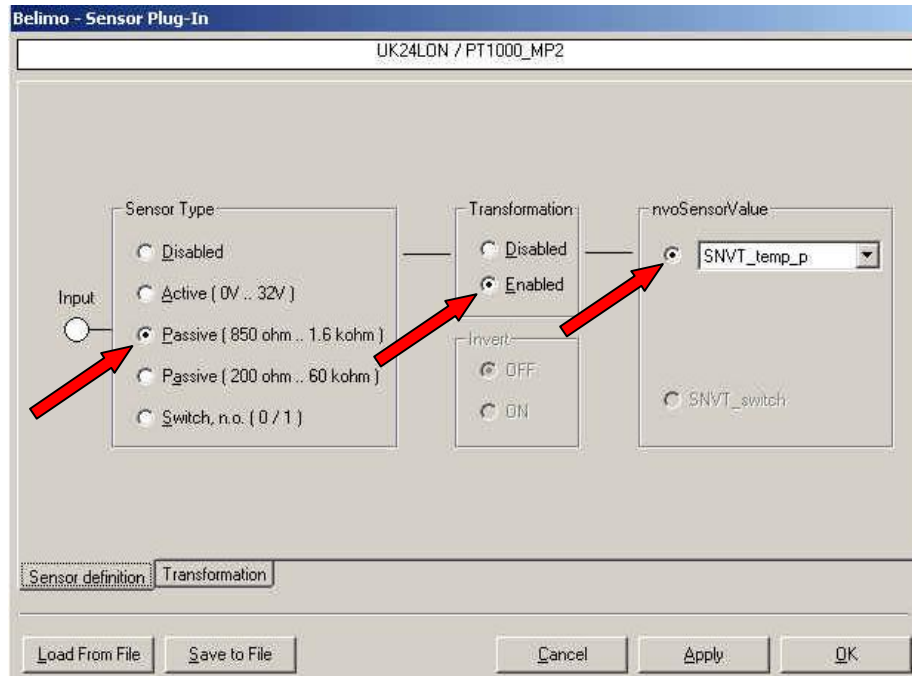 Belimo - Sensor Plug-In
UK24LON / PT1000_MP2
Sensor Type
Disabled
Active ( 0V .. 32V )
Passive ( 850 ohm .. 1.6 kohm )
Passive ( 200 ohm .. 60 kohm )
Switch, n.o. ( 0 / 1 )
Input
Transformation
Disabled
Enabled
Invert
OFF
ON
nvoSensorValue
SNVT_temp_p
SNVT_switch
Sensor definition
Transformation
Load From File
Save to File
Cancel
Apply
OK